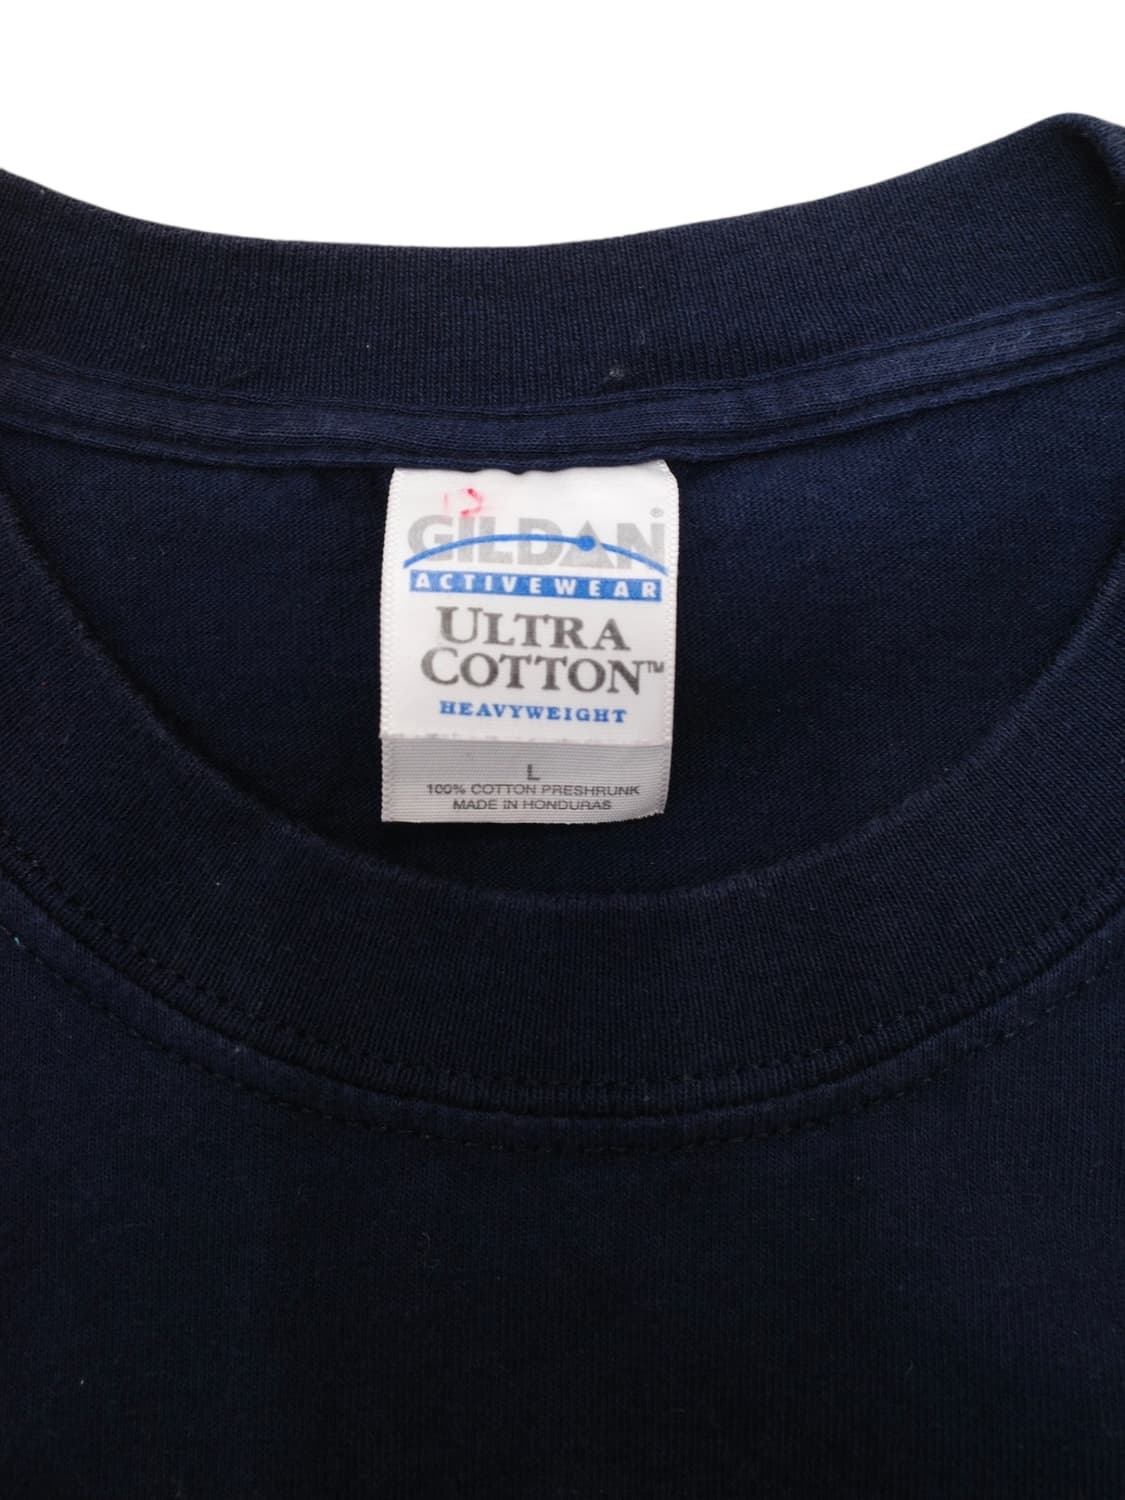 GILDAN®
ACTIVEWEAR
ULTRA
COTTON™
HEAVYWEIGHT
L
100% COTTON PRESHRUNK
MADE IN HONDURAS